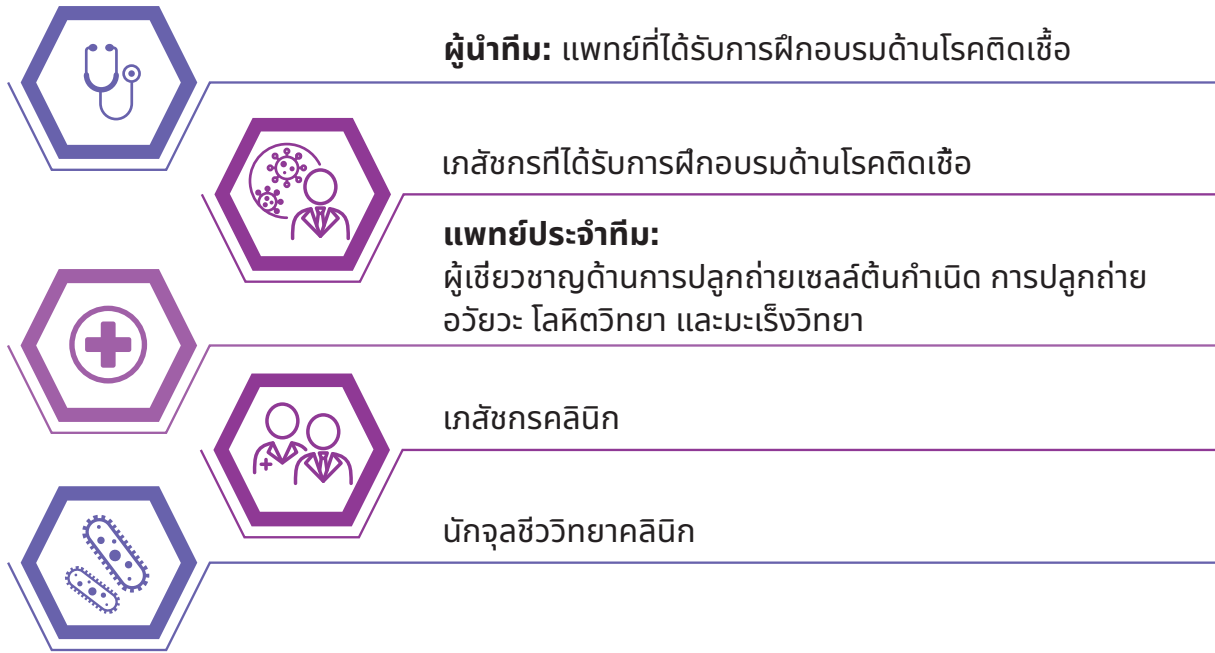 ผู้นำทีม: แพทย์ที่ได้รับการฝึกอบรมด้านโรคติดเชื้อ
เภสัชกรที่ได้รับการฝึกอบรมด้านโรคติดเชื้อ
แพทย์ประจำทีม:
ผู้เชี่ยวชาญด้านการปลูกถ่ายเซลล์ต้นกำเนิด การปลูกถ่าย
อวัยวะ โลหิตวิทยา และมะเร็งวิทยา
เภสัชกรคลินิก
นักจุลชีววิทยาคลินิก